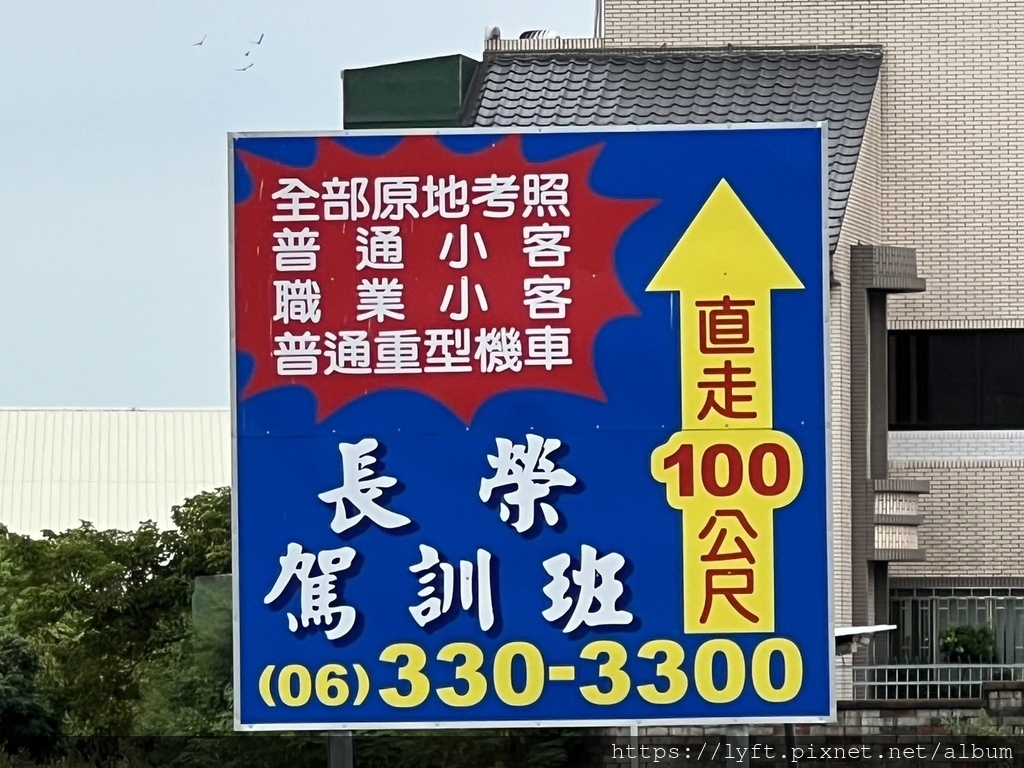 全部原地考照
普通小客
職業小客
普通重型機車
直走
100
公尺
長榮
駕訓班
(06)330-3300
https://lyft.pixnet.net/album